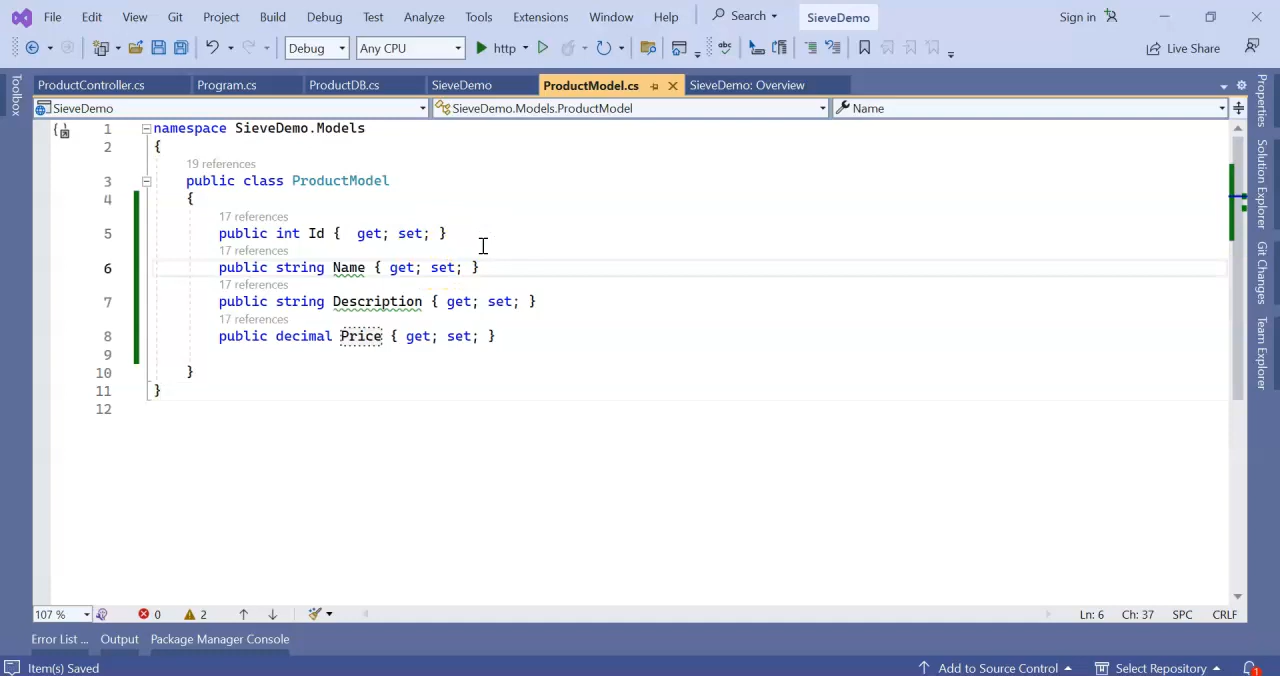 File Edit View Git Project Build Debug Test Analyze Tools Extensions Window Help Search SieveDemo Sign in
Debug Any CPU http Live Share
ProductController.cs Program.cs ProductDB.cs SieveDemo ProductModel.cs SieveDemo: Overview
SieveDemo SieveDemo.Models.ProductModel Name
Toolbox
1 namespace SieveDemo.Models
2 {
19 references
3 public class ProductModel
4 {
17 references
5 public int Id {  get; set; }
17 references
6 public string Name { get; set; }
17 references
7 public string Description { get; set; }
17 references
8 public decimal Price { get; set; }
9
10 }
11 }
12
Properties
Solution Explorer
Git Changes
Team Explorer
107 % 0 2 Ln: 6 Ch: 37 SPC CRLF
Error List ... Output Package Manager Console
Item(s) Saved Add to Source Control Select Repository 1